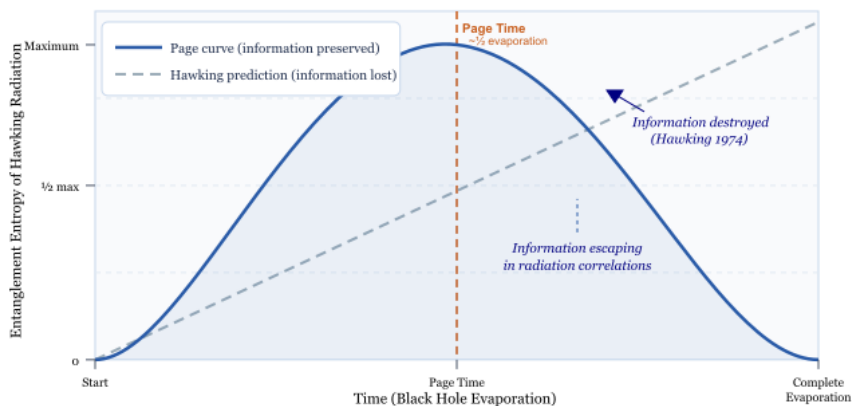 Entanglement Entropy of Hawking Radiation
Maximum
½ max
0
Page curve (information preserved)
Hawking prediction (information lost)
Page Time
~½ evaporation
Information destroyed
(Hawking 1974)
Information escaping
in radiation correlations
Start
Page Time
Complete
Evaporation
Time (Black Hole Evaporation)